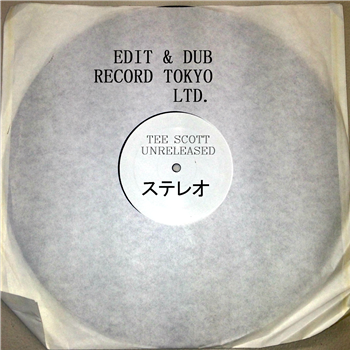 EDIT & DUB
RECORD TOKYO
LTD.
TEE SCOTT
UNRELEASED
ステレオ